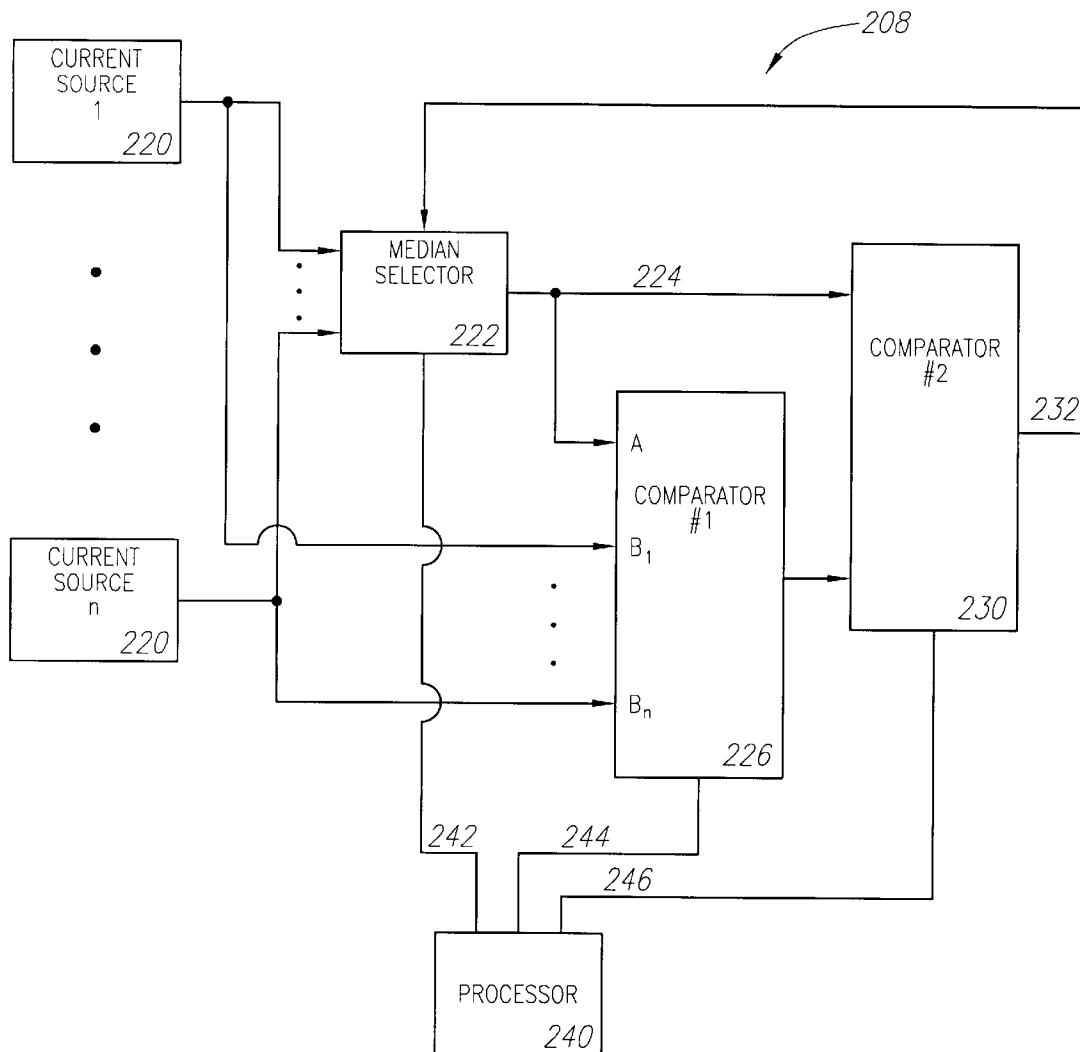 208
CURRENT
SOURCE
1
220
MEDIAN
SELECTOR
222
224
COMPARATOR
#2
230
232
A
COMPARATOR
#1
B1
Bn
226
CURRENT
SOURCE
n
220
242
244
246
PROCESSOR
240